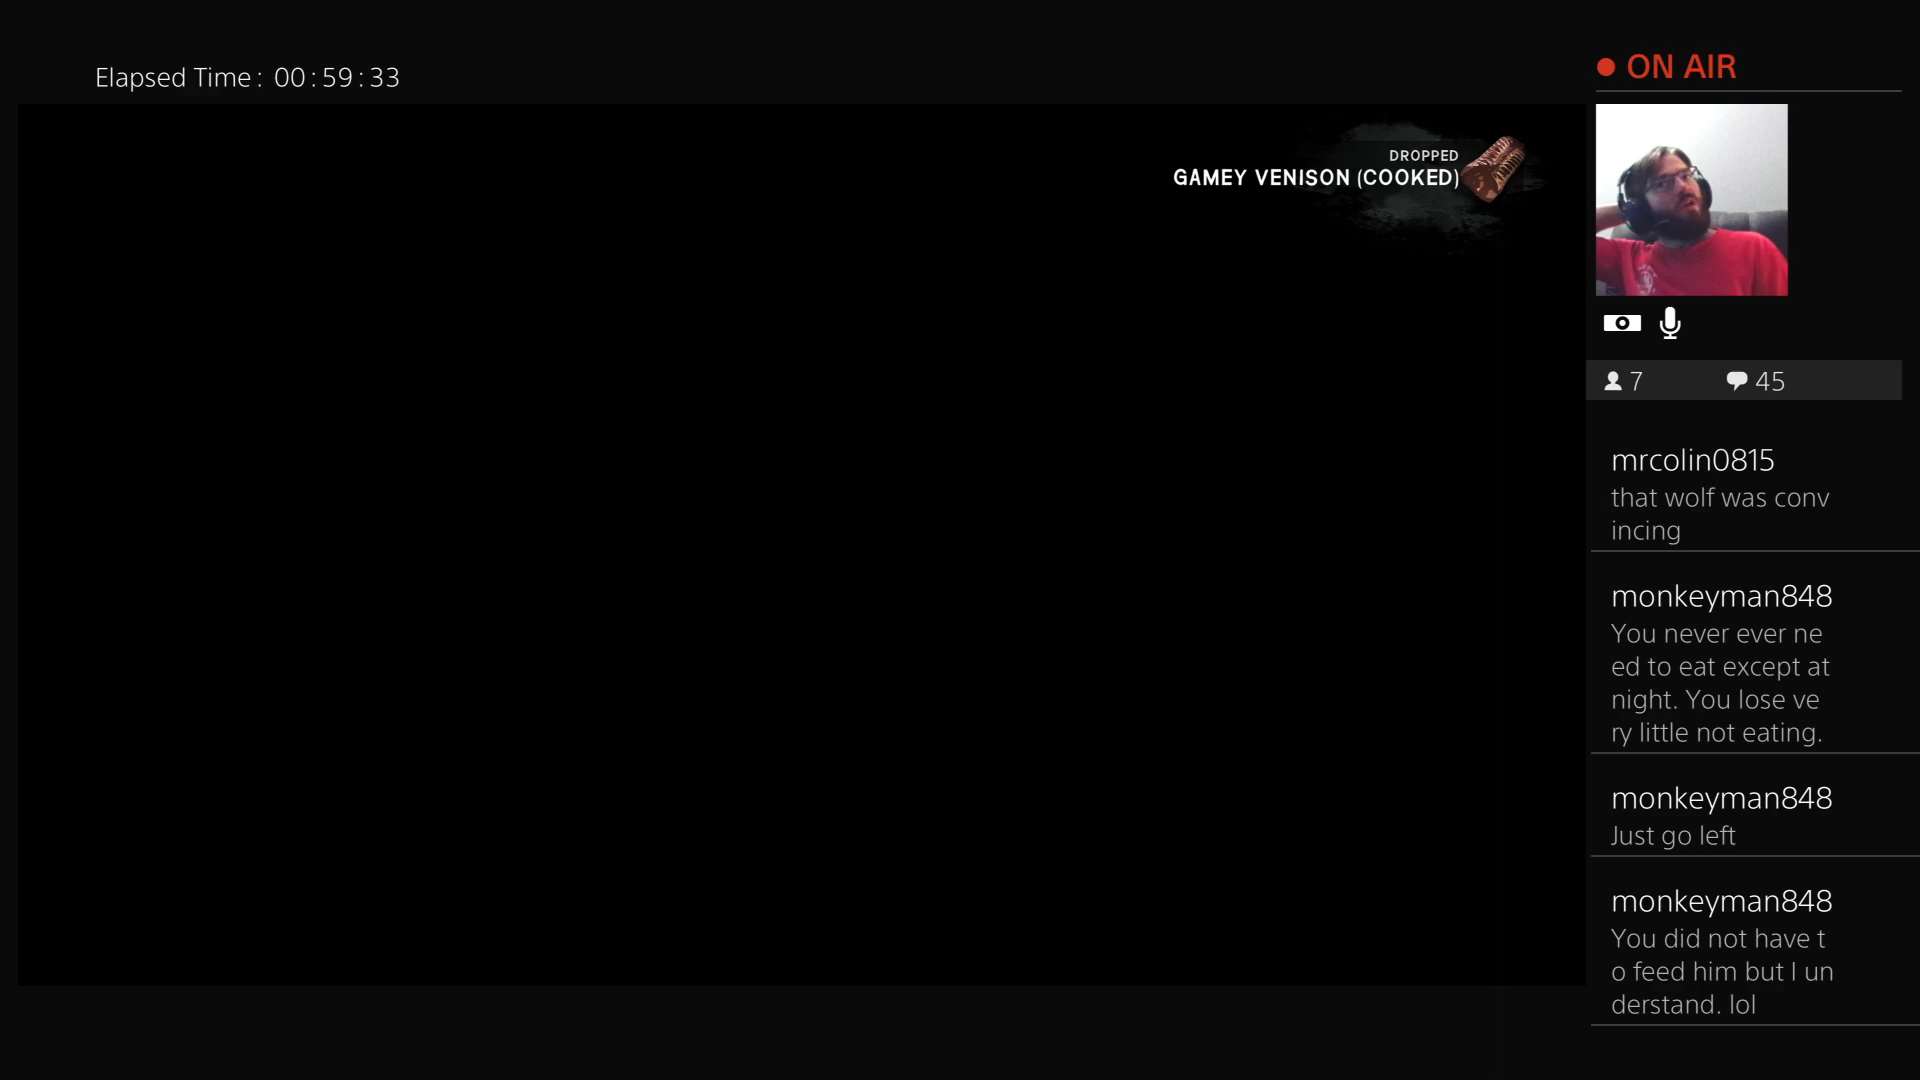 Elapsed Time: 00:59:33
ON AIR
DROPPED
GAMEY VENISON (COOKED)
7
45
mrcolin0815
that wolf was conv
incing
monkeyman848
You never ever ne
ed to eat except at
night. You lose ve
ry little not eating.
monkeyman848
Just go left
monkeyman848
You did not have t
o feed him but I un
derstand. lol